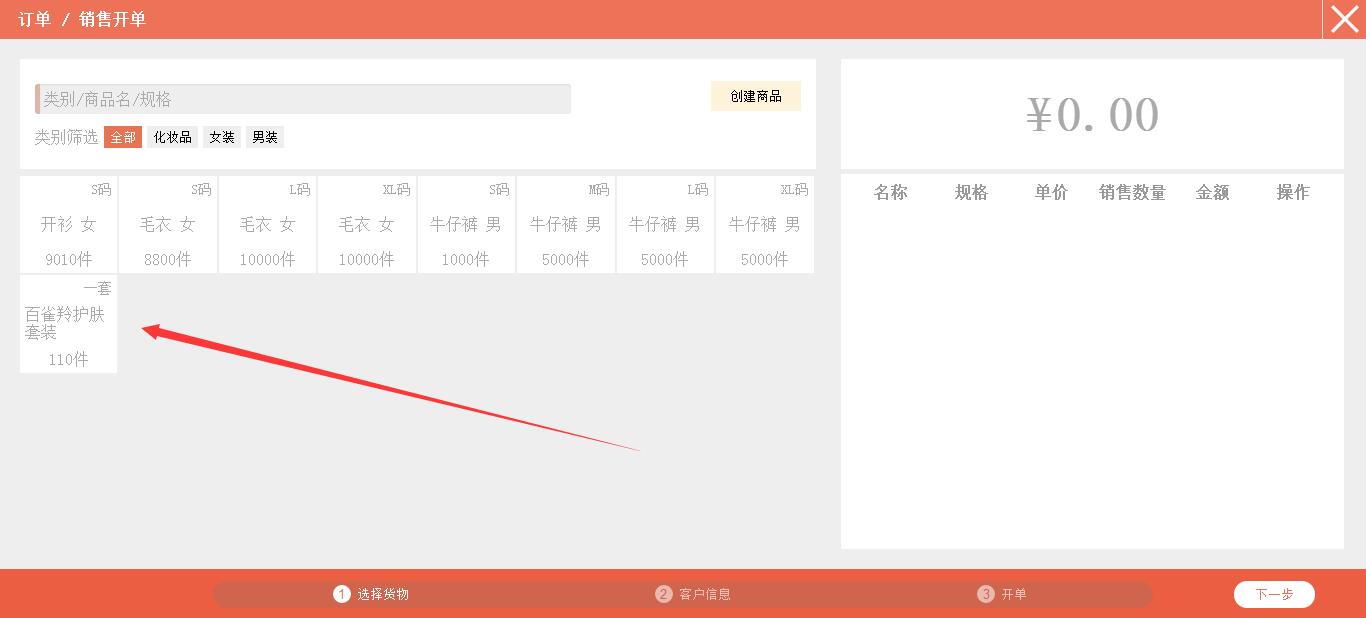 订单 / 销售开单
类别/商品名/规格
创建商品
类别筛选 全部 化妆品 女装 男装
¥0.00
S码 S码 L码 XL码 S码 M码 L码 XL码
开衫 女 毛衣 女 毛衣 女 毛衣 女 牛仔裤 男 牛仔裤 男 牛仔裤 男 牛仔裤 男
9010件 8800件 10000件 10000件 1000件 5000件 5000件 5000件
一套
百雀羚护肤
套装
110件
名称 规格 单价 销售数量 金额 操作
1 选择货物 2 客户信息 3 开单 下一步